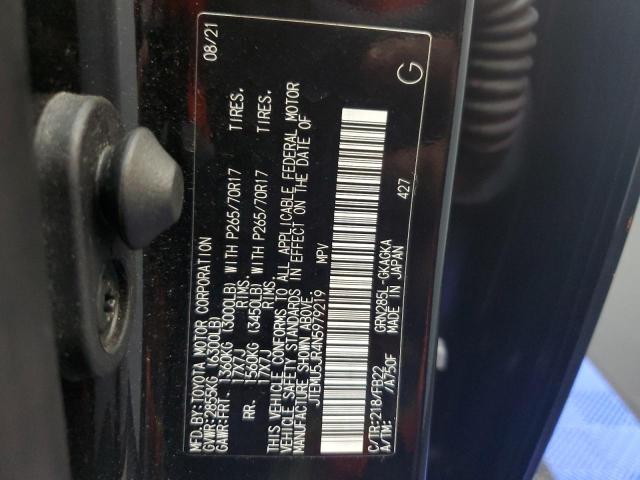 MFD.BY:TOYOTA MOTOR CORPORATION 08/21
GVWR:2855KG (6300LB)
GAWR:FRT. 1360KG (3000LB) WITH P265/70R17 TIRES,
17X7J RIMS,
RR. 1560KG (3450LB) WITH P265/70R17 TIRES,
17X7J RIMS,
THIS VEHICLE CONFORMS TO ALL APPLICABLE FEDERAL MOTOR
VEHICLE SAFETY STANDARDS IN EFFECT ON THE DATE OF
MANUFACTURE SHOWN ABOVE.
JTEMU5JR4N5979219 MPV
427
C/TR:218/FB22 GRN285L-GKAGKA
A/TM: /A750F MADE IN JAPAN
G